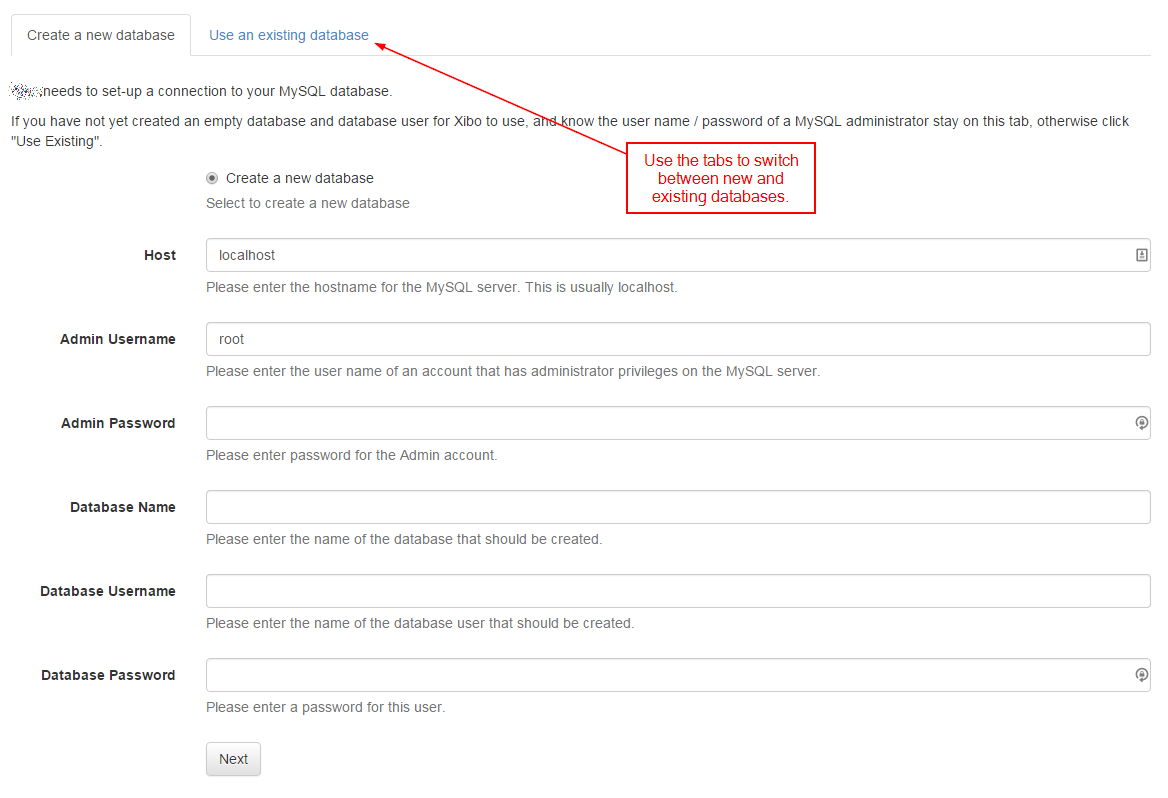 Create a new database
Use an existing database
needs to set-up a connection to your MySQL database.
If you have not yet created an empty database and database user for Xibo to use, and know the user name / password of a MySQL administrator stay on this tab, otherwise click
"Use Existing".
Use the tabs to switch
between new and
existing databases.
Create a new database
Select to create a new database
Host
localhost
Please enter the hostname for the MySQL server. This is usually localhost.
Admin Username
root
Please enter the user name of an account that has administrator privileges on the MySQL server.
Admin Password
Please enter password for the Admin account.
Database Name
Please enter the name of the database that should be created.
Database Username
Please enter the name of the database user that should be created.
Database Password
Please enter a password for this user.
Next